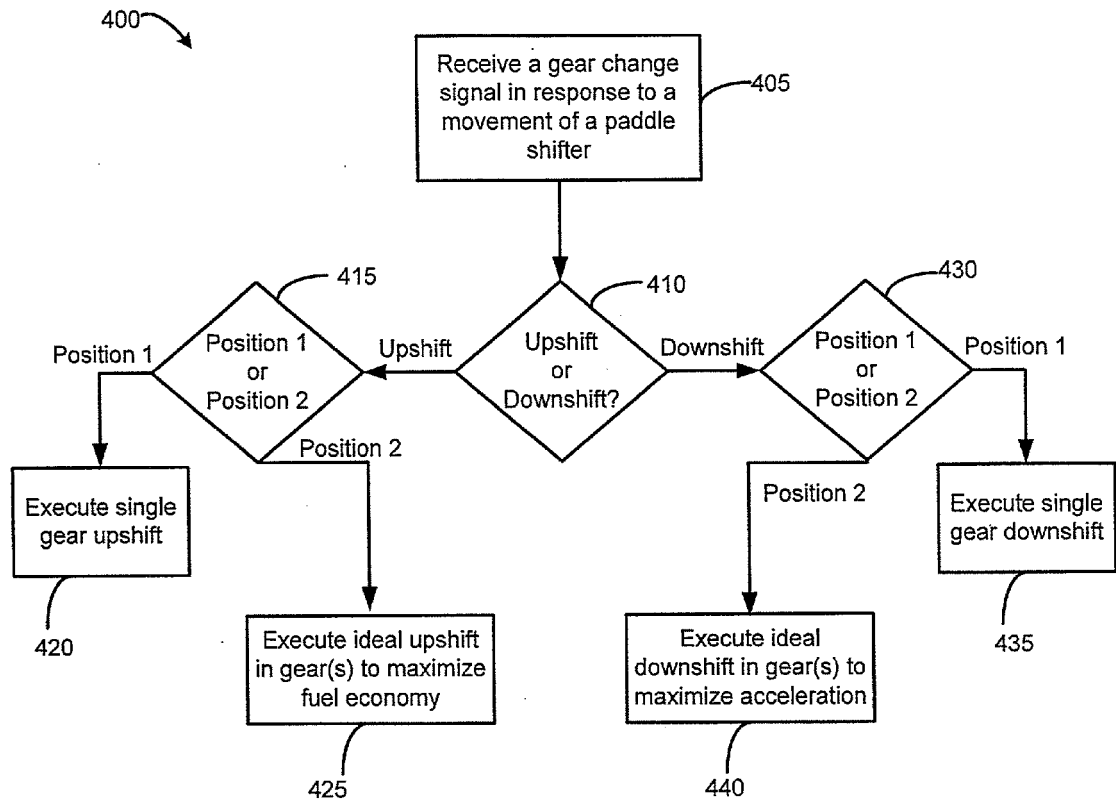 400
Receive a gear change
signal in response to a
movement of a paddle
shifter
405
415
410
430
Position 1
Position 1
or
Position 2
Upshift
Upshift
or
Downshift?
Downshift
Position 1
or
Position 2
Position 1
Position 2
Position 2
Execute single
gear upshift
Execute single
gear downshift
420
435
Execute ideal upshift
in gear(s) to maximize
fuel economy
Execute ideal
downshift in gear(s) to
maximize acceleration
425
440